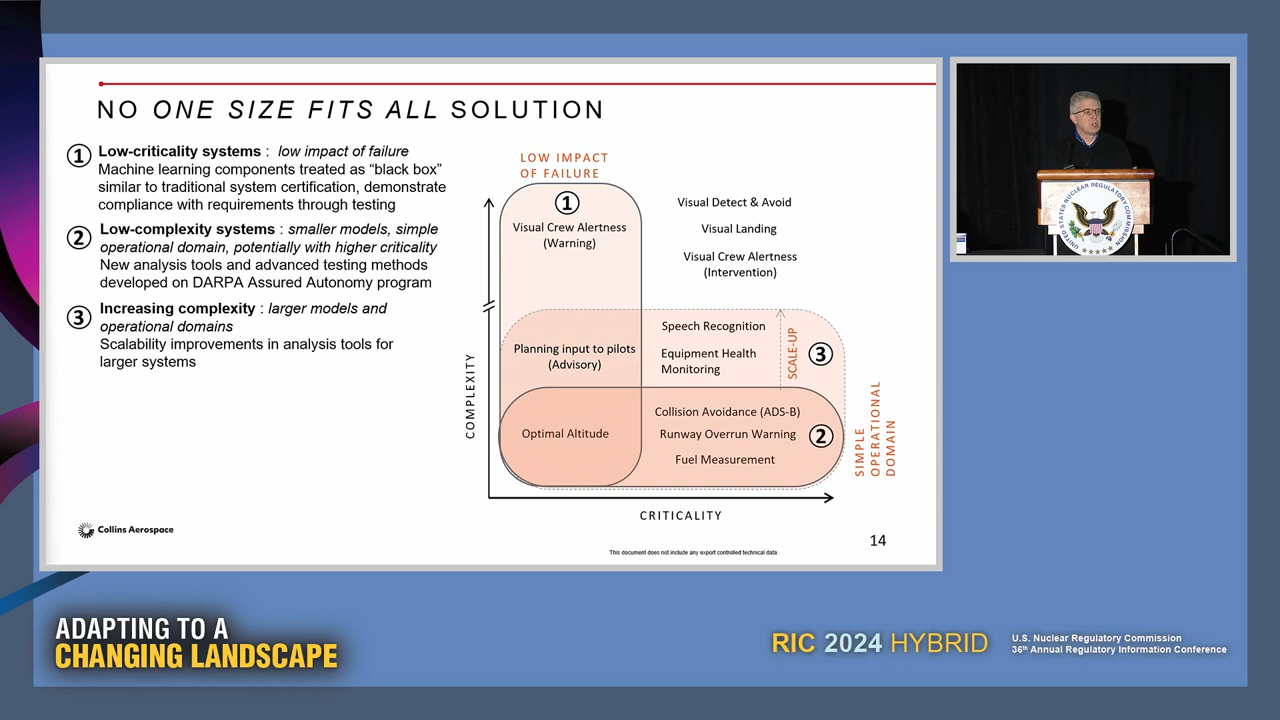 NO ONE SIZE FITS ALL SOLUTION
1 Low-criticality systems : low impact of failure
Machine learning components treated as “black box”
similar to traditional system certification, demonstrate
compliance with requirements through testing
2 Low-complexity systems : smaller models, simple
operational domain, potentially with higher criticality
New analysis tools and advanced testing methods
developed on DARPA Assured Autonomy program
3 Increasing complexity : larger models and
operational domains
Scalability improvements in analysis tools for
larger systems
LOW IMPACT
OF FAILURE
1
Visual Crew Alertness
(Warning)
Visual Detect & Avoid
Visual Landing
Visual Crew Alertness
(Intervention)
Planning input to pilots
(Advisory)
Speech Recognition
Equipment Health
Monitoring
SCALE-UP
3
Optimal Altitude
Collision Avoidance (ADS-B)
Runway Overrun Warning
2
Fuel Measurement
SIMPLE
OPERATIONAL
DOMAIN
COMPLEXITY
CRITICALITY
Collins Aerospace
This document does not include any export controlled technical data.
14
UNITED STATES NUCLEAR REGULATORY COMMISSION
ADAPTING TO A
CHANGING LANDSCAPE
RIC 2024 HYBRID
U.S. Nuclear Regulatory Commission
36th Annual Regulatory Information Conference